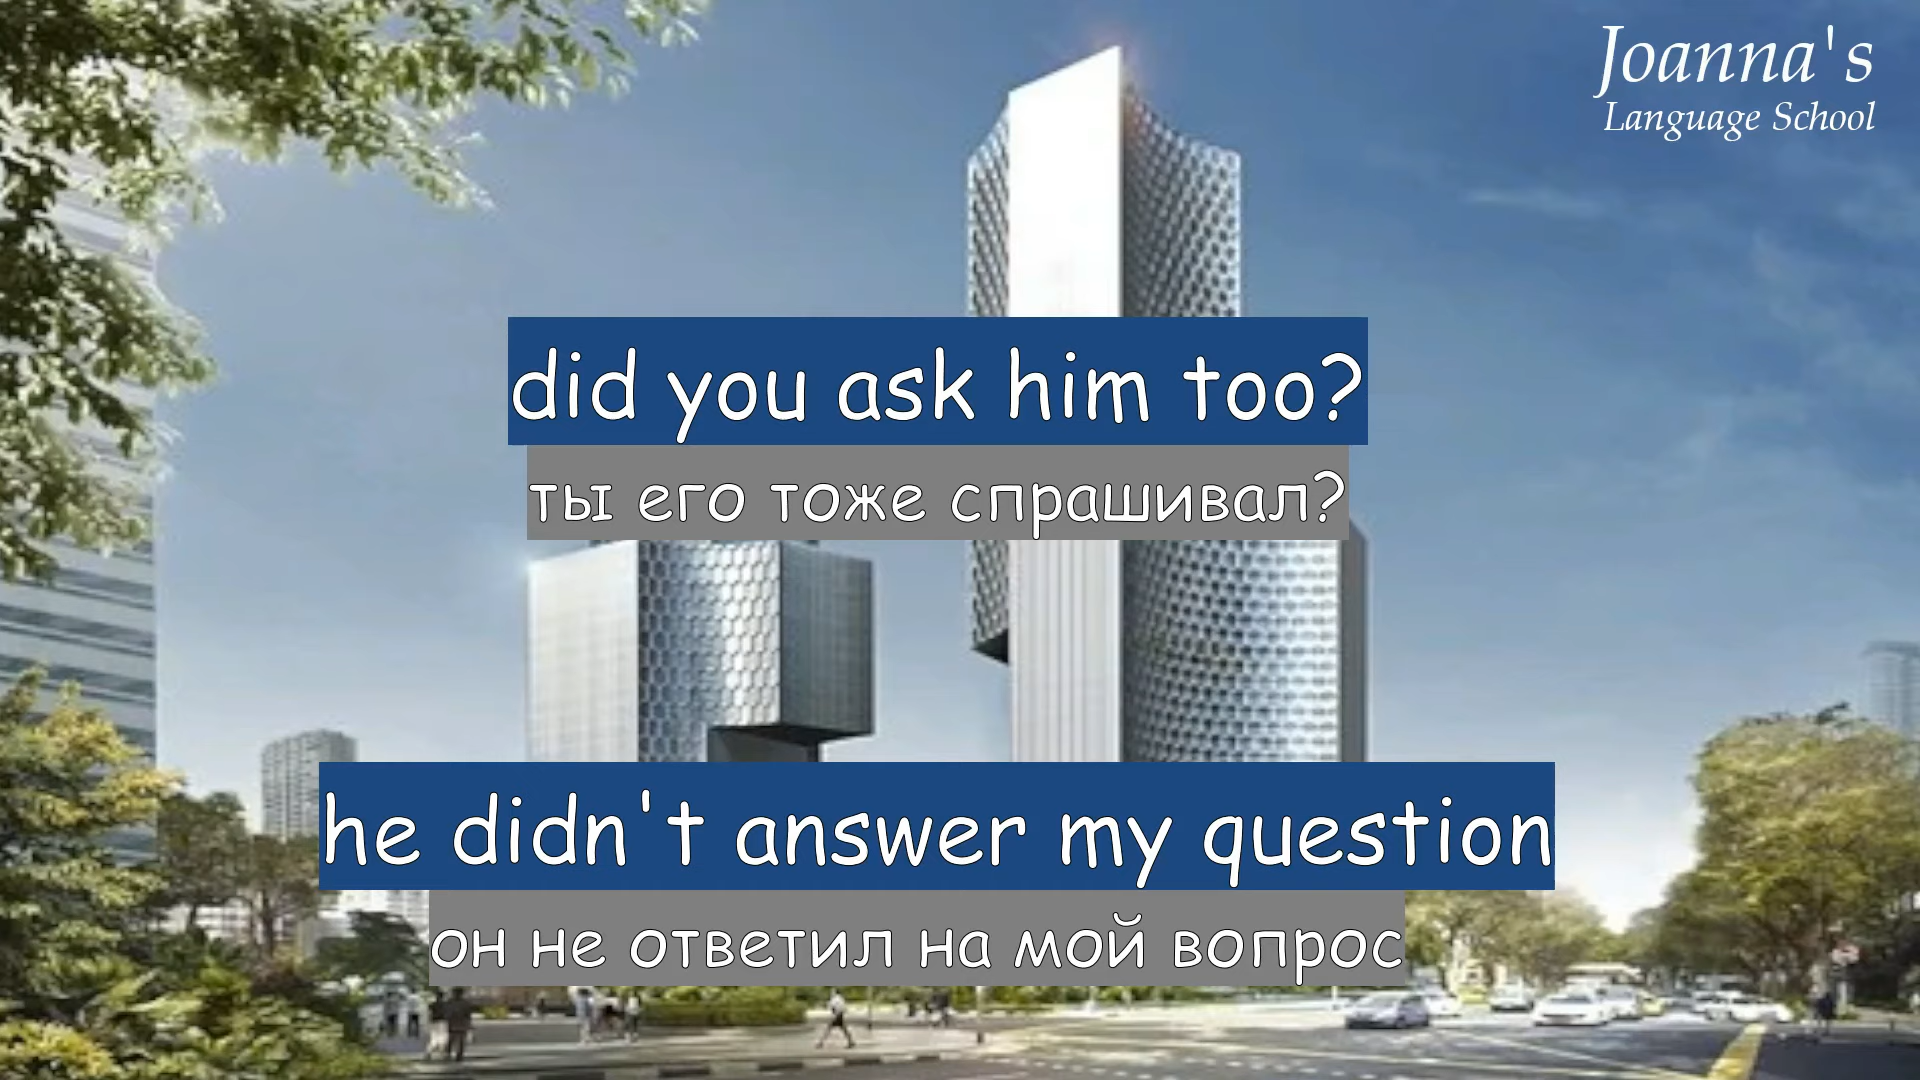 Joanna's
Language School
did you ask him too?
ты его тоже спрашивал?
he didn't answer my question
он не ответил на мой вопрос